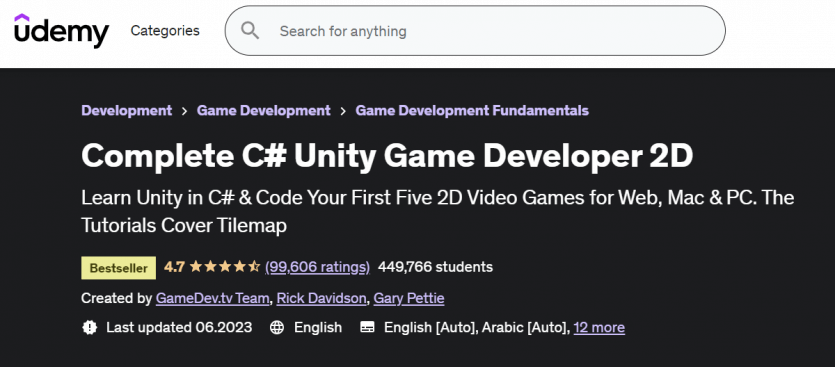 udemy Categories Search for anything
Development > Game Development > Game Development Fundamentals
Complete C# Unity Game Developer 2D
Learn Unity in C# & Code Your First Five 2D Video Games for Web, Mac & PC. The
Tutorials Cover Tilemap
Bestseller 4.7 (99,606 ratings) 449,766 students
Created by GameDev.tv Team, Rick Davidson, Gary Pettie
Last updated 06.2023 English English [Auto], Arabic [Auto], 12 more